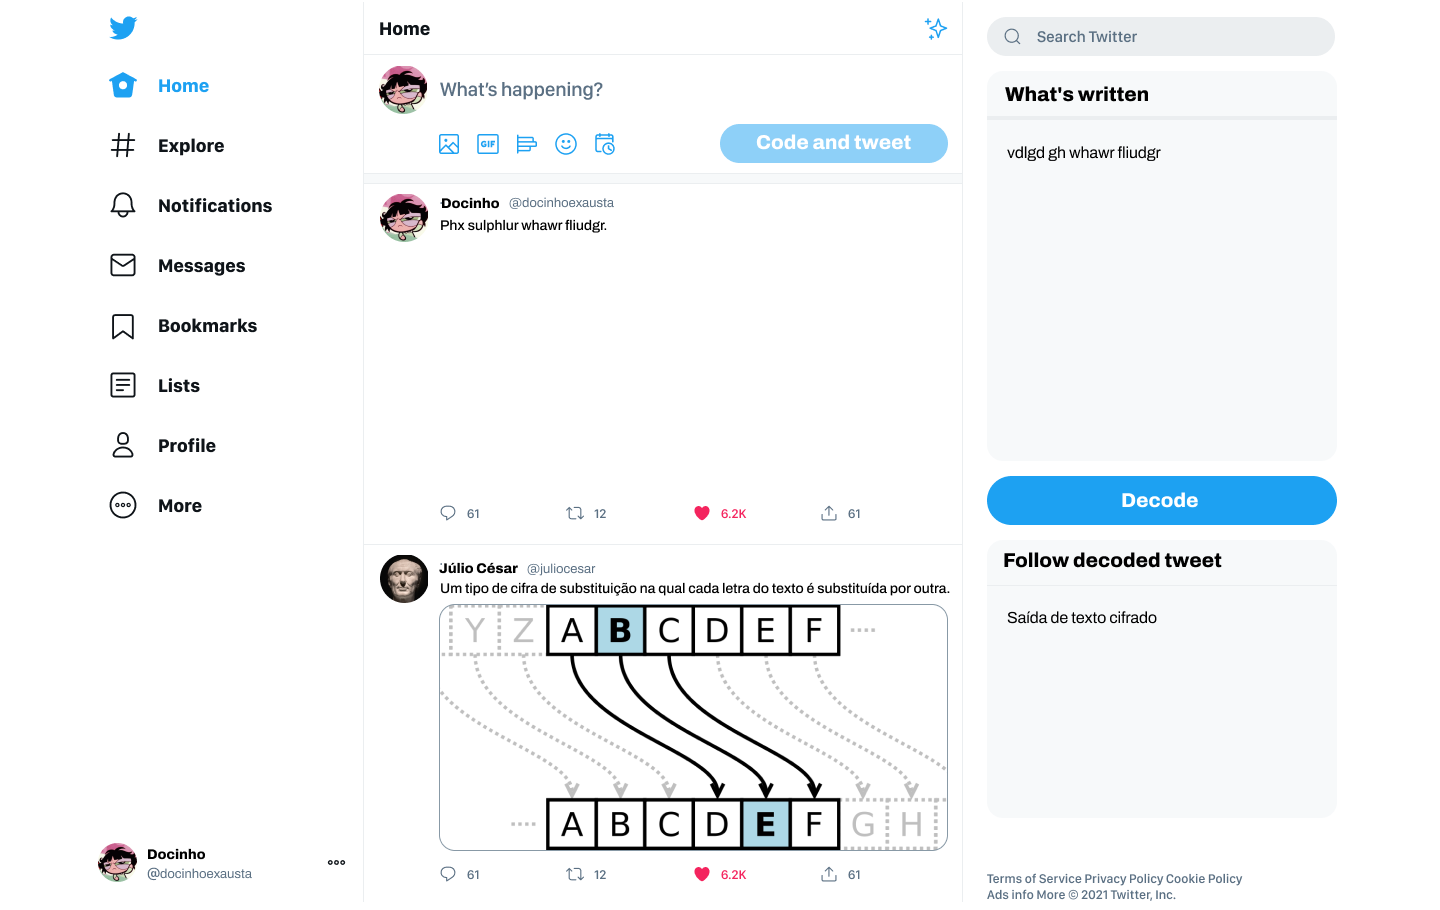 Home
Explore
Notifications
Messages
Bookmarks
Lists
Profile
More
Docinho
@docinhoexausta
Home
What's happening?
GIF
Code and tweet
Docinho @docinhoexausta
Phx sulphlur whawr fliudgr.
61 12 6.2K 61
Júlio César @juliocesar
Um tipo de cifra de substituição na qual cada letra do texto é substituída por outra.
Y Z A B C D E F
A B C D E F G H
61 12 6.2K 61
Search Twitter
What's written
vdlgd gh whawr fliudgr
Decode
Follow decoded tweet
Saída de texto cifrado
Terms of Service Privacy Policy Cookie Policy
Ads info More © 2021 Twitter, Inc.